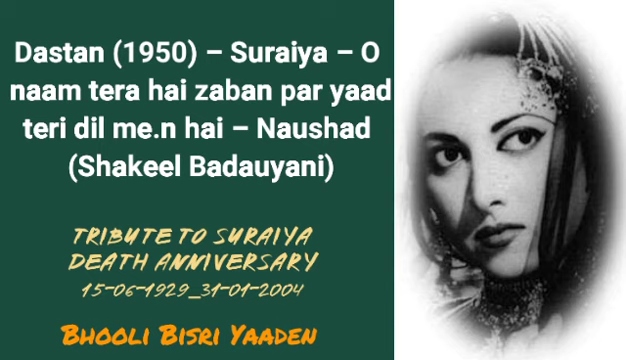 Dastan (1950) – Suraiya – O
naam tera hai zaban par yaad
teri dil me.n hai – Naushad
(Shakeel Badauyani)
TRIBUTE TO SURAIYA
DEATH ANNIVERSARY
15-06-1929_31-01-2004
BHOOLI BISRI YAADEN